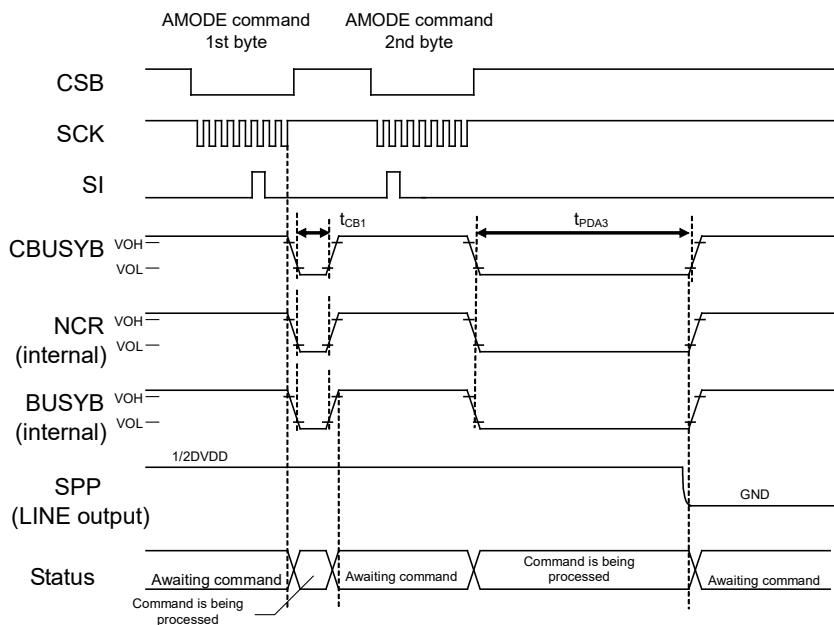 AMODE command
1st byte
AMODE command
2nd byte
CSB
SCK
SI
tCB1
tPDA3
CBUSYB
VOH
VOL
NCR
(internal)
VOH
VOL
BUSYB
(internal)
VOH
VOL
1/2DVDD
SPP
(LINE output)
GND
Status
Awaiting command
Command is being
processed
Awaiting command
Command is being
processed
Awaiting command